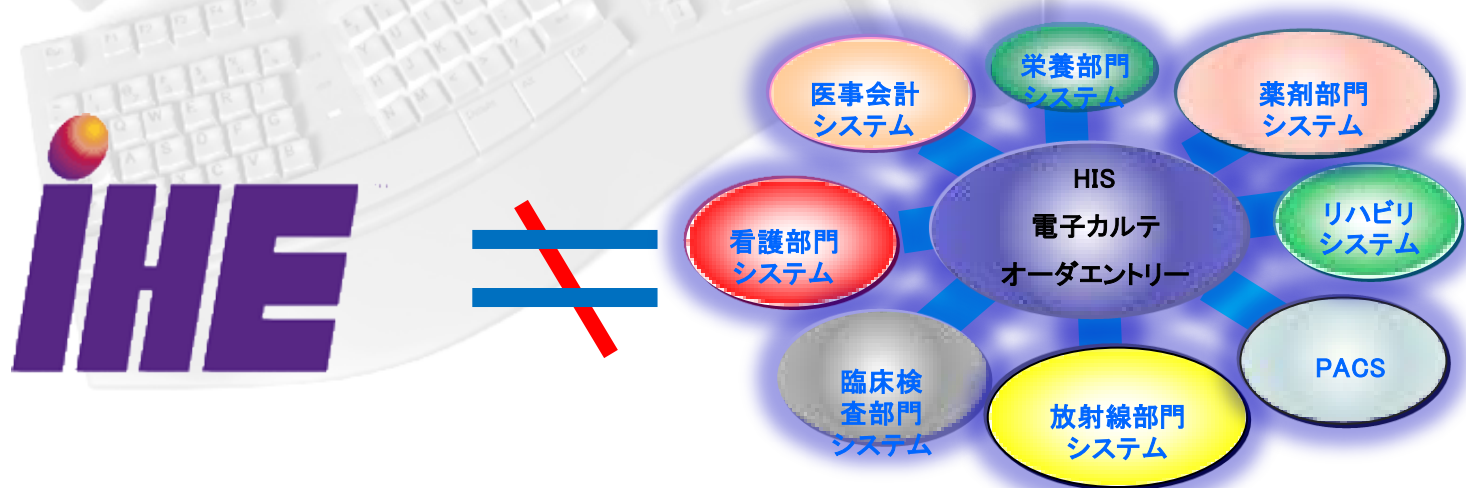 IHE
医事会計
システム
栄養部門
システム
薬剤部門
システム
HIS
電子カルテ
オーダエントリー
看護部門
システム
リハビリ
システム
臨床検
査部門
システム
放射線部門
システム
PACS